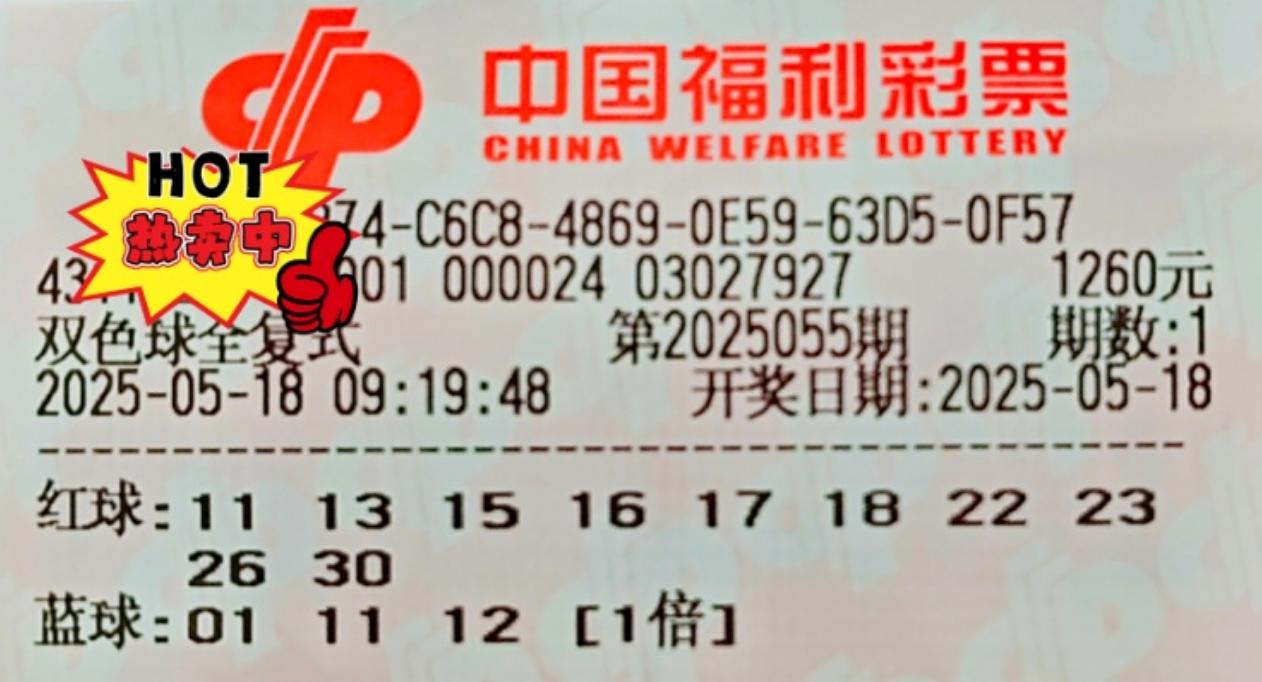 中国福利彩票
CHINA WELFARE LOTTERY
HOT
热卖中
74-C6C8-4869-0E59-63D5-0F57
43 01 000024 03027927 1260元
双色球全复式 第2025055期 期数:1
2025-05-18 09:19:48 开奖日期:2025-05-18
红球:11 13 15 16 17 18 22 23
26 30
蓝球:01 11 12 [1倍]